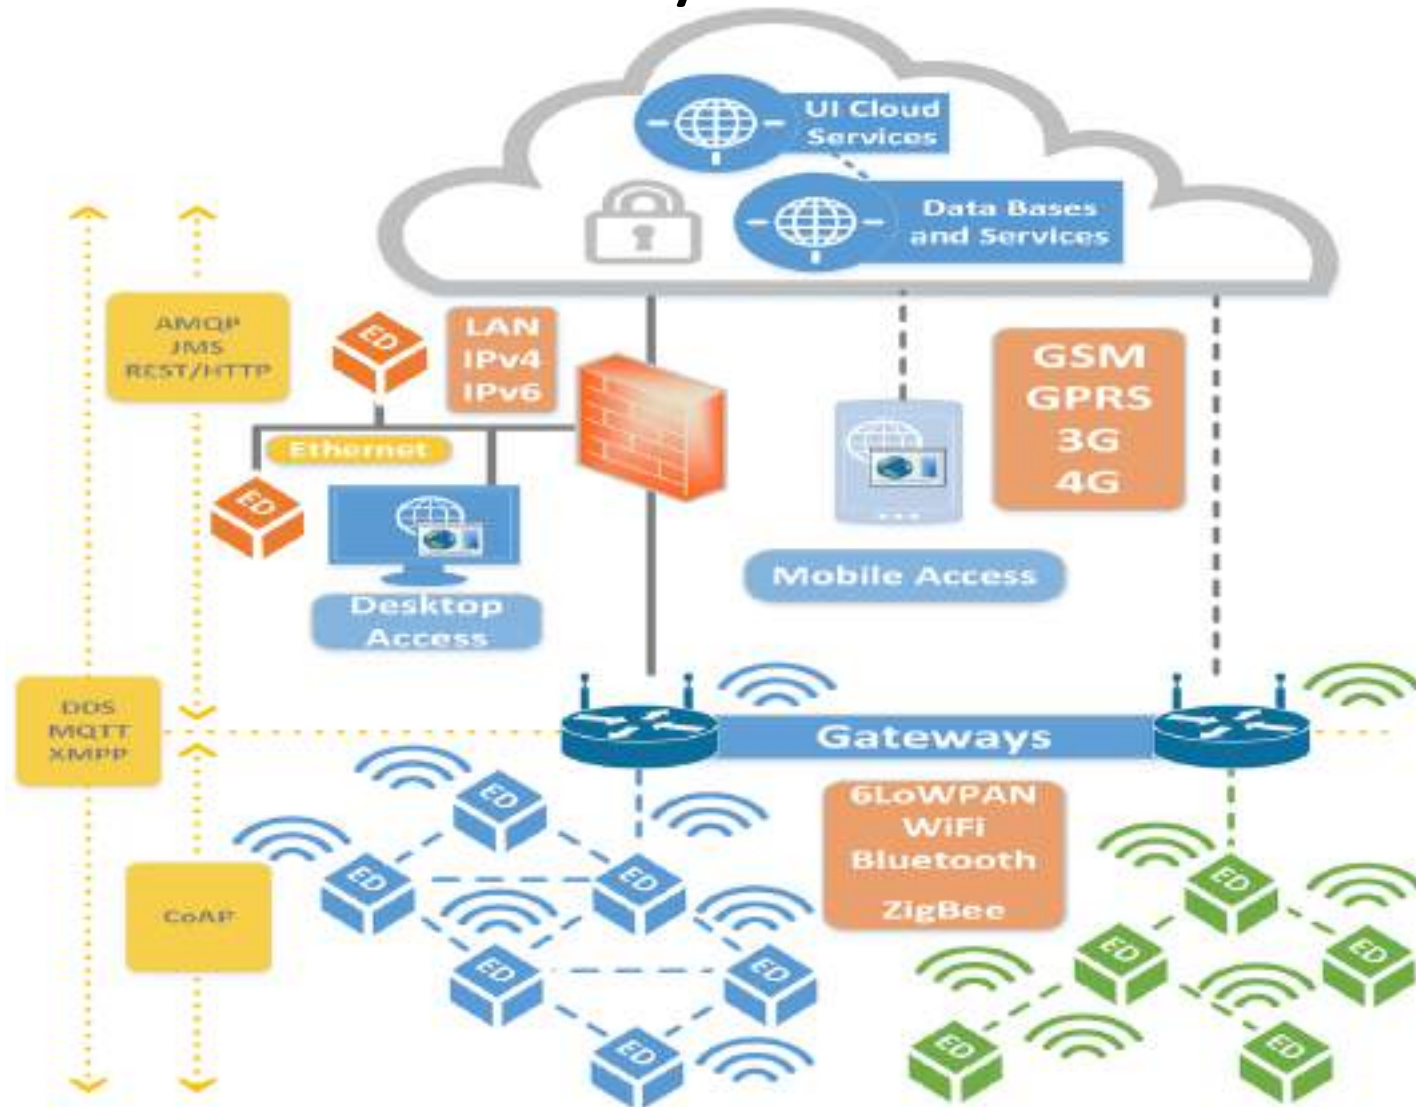 UI Cloud
Services
Data Bases
and Services
AMQP
JMS
REST/HTTP
ED
LAN
IPv4
IPv6
GSM
GPRS
3G
4G
Ethernet
ED
Desktop
Access
Mobile Access
DDS
MQTT
XMPP
Gateways
6LoWPAN
WiFi
Bluetooth
ZigBee
CoAP
ED
ED
ED
ED
ED
ED
ED
ED
ED
ED
ED